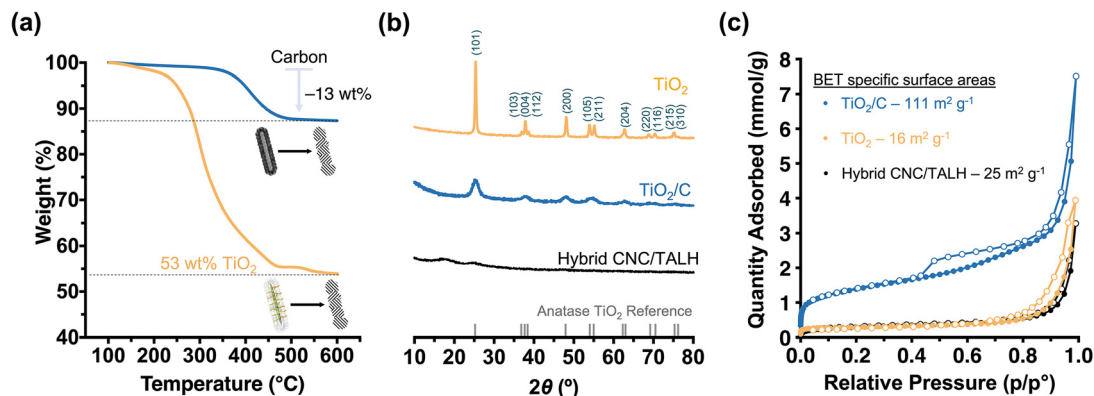 (a)
100
90
80
70
60
50
40
Weight (%)
100
200
300
400
500
600
Temperature (°C)
Carbon
–13 wt%
53 wt% TiO2
(b)
(101)
(103)
(004)
(112)
(200)
(105)
(211)
(204)
(220)
(116)
(215)
(310)
TiO2
TiO2/C
Hybrid CNC/TALH
Anatase TiO2 Reference
10
20
30
40
50
60
70
80
2θ (º)
(c)
8
7
6
5
4
3
2
1
0
Quantity Adsorbed (mmol/g)
BET specific surface areas
TiO2/C – 111 m2 g-1
TiO2 – 16 m2 g-1
Hybrid CNC/TALH – 25 m2 g-1
0.0
0.2
0.4
0.6
0.8
1.0
Relative Pressure (p/p°)